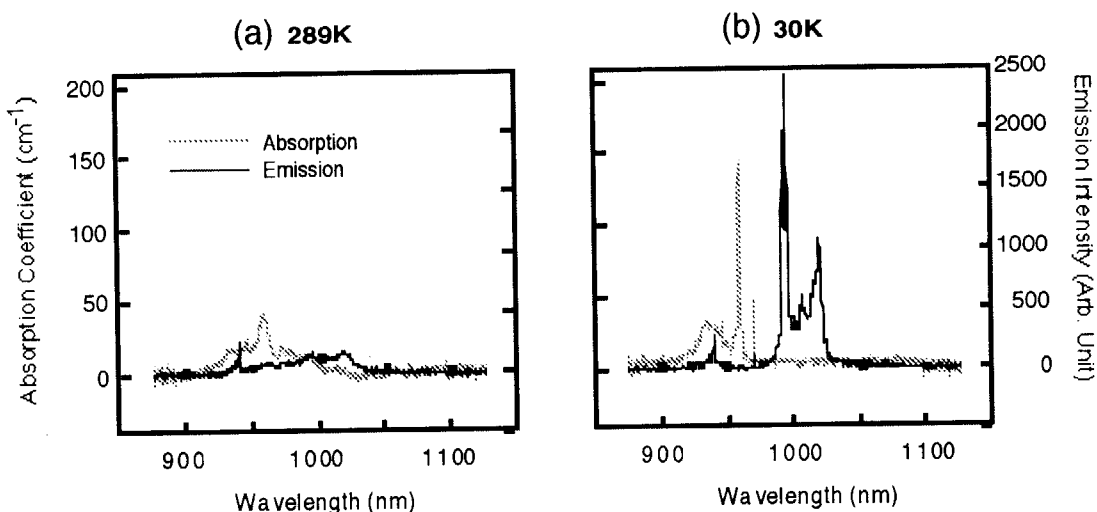 (a) 289K
(b) 30K
Absorption Coefficient (cm⁻¹)
200
150
100
50
0
Absorption
Emission
900
1000
1100
Wavelength (nm)
900
1000
1100
Wavelength (nm)
2500
2000
1500
1000
500
0
Emission Intensity (Arb. Unit)